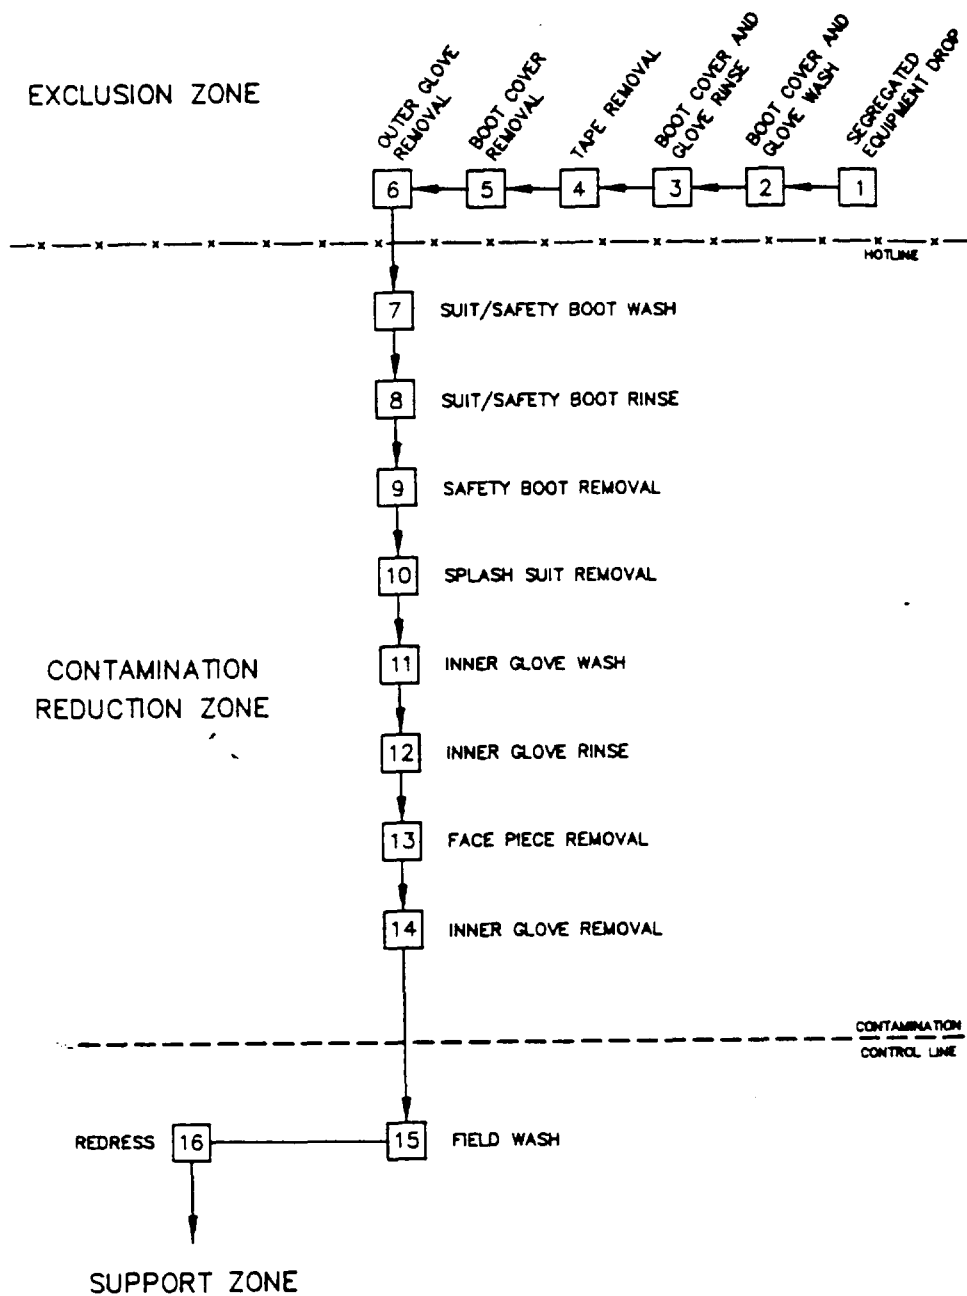 EXCLUSION ZONE
OUTER GLOVE
REMOVAL
BOOT COVER
REMOVAL
TAPE REMOVAL
BOOT COVER AND
GLOVE RINSE
BOOT COVER AND
GLOVE WASH
SEGREGATED
EQUIPMENT DROP
6
5
4
3
2
1
HOTLINE
7 SUIT/SAFETY BOOT WASH
8 SUIT/SAFETY BOOT RINSE
9 SAFETY BOOT REMOVAL
10 SPLASH SUIT REMOVAL
CONTAMINATION
REDUCTION ZONE
11 INNER GLOVE WASH
12 INNER GLOVE RINSE
13 FACE PIECE REMOVAL
14 INNER GLOVE REMOVAL
CONTAMINATION
CONTROL LINE
REDRESS 16
15 FIELD WASH
SUPPORT ZONE